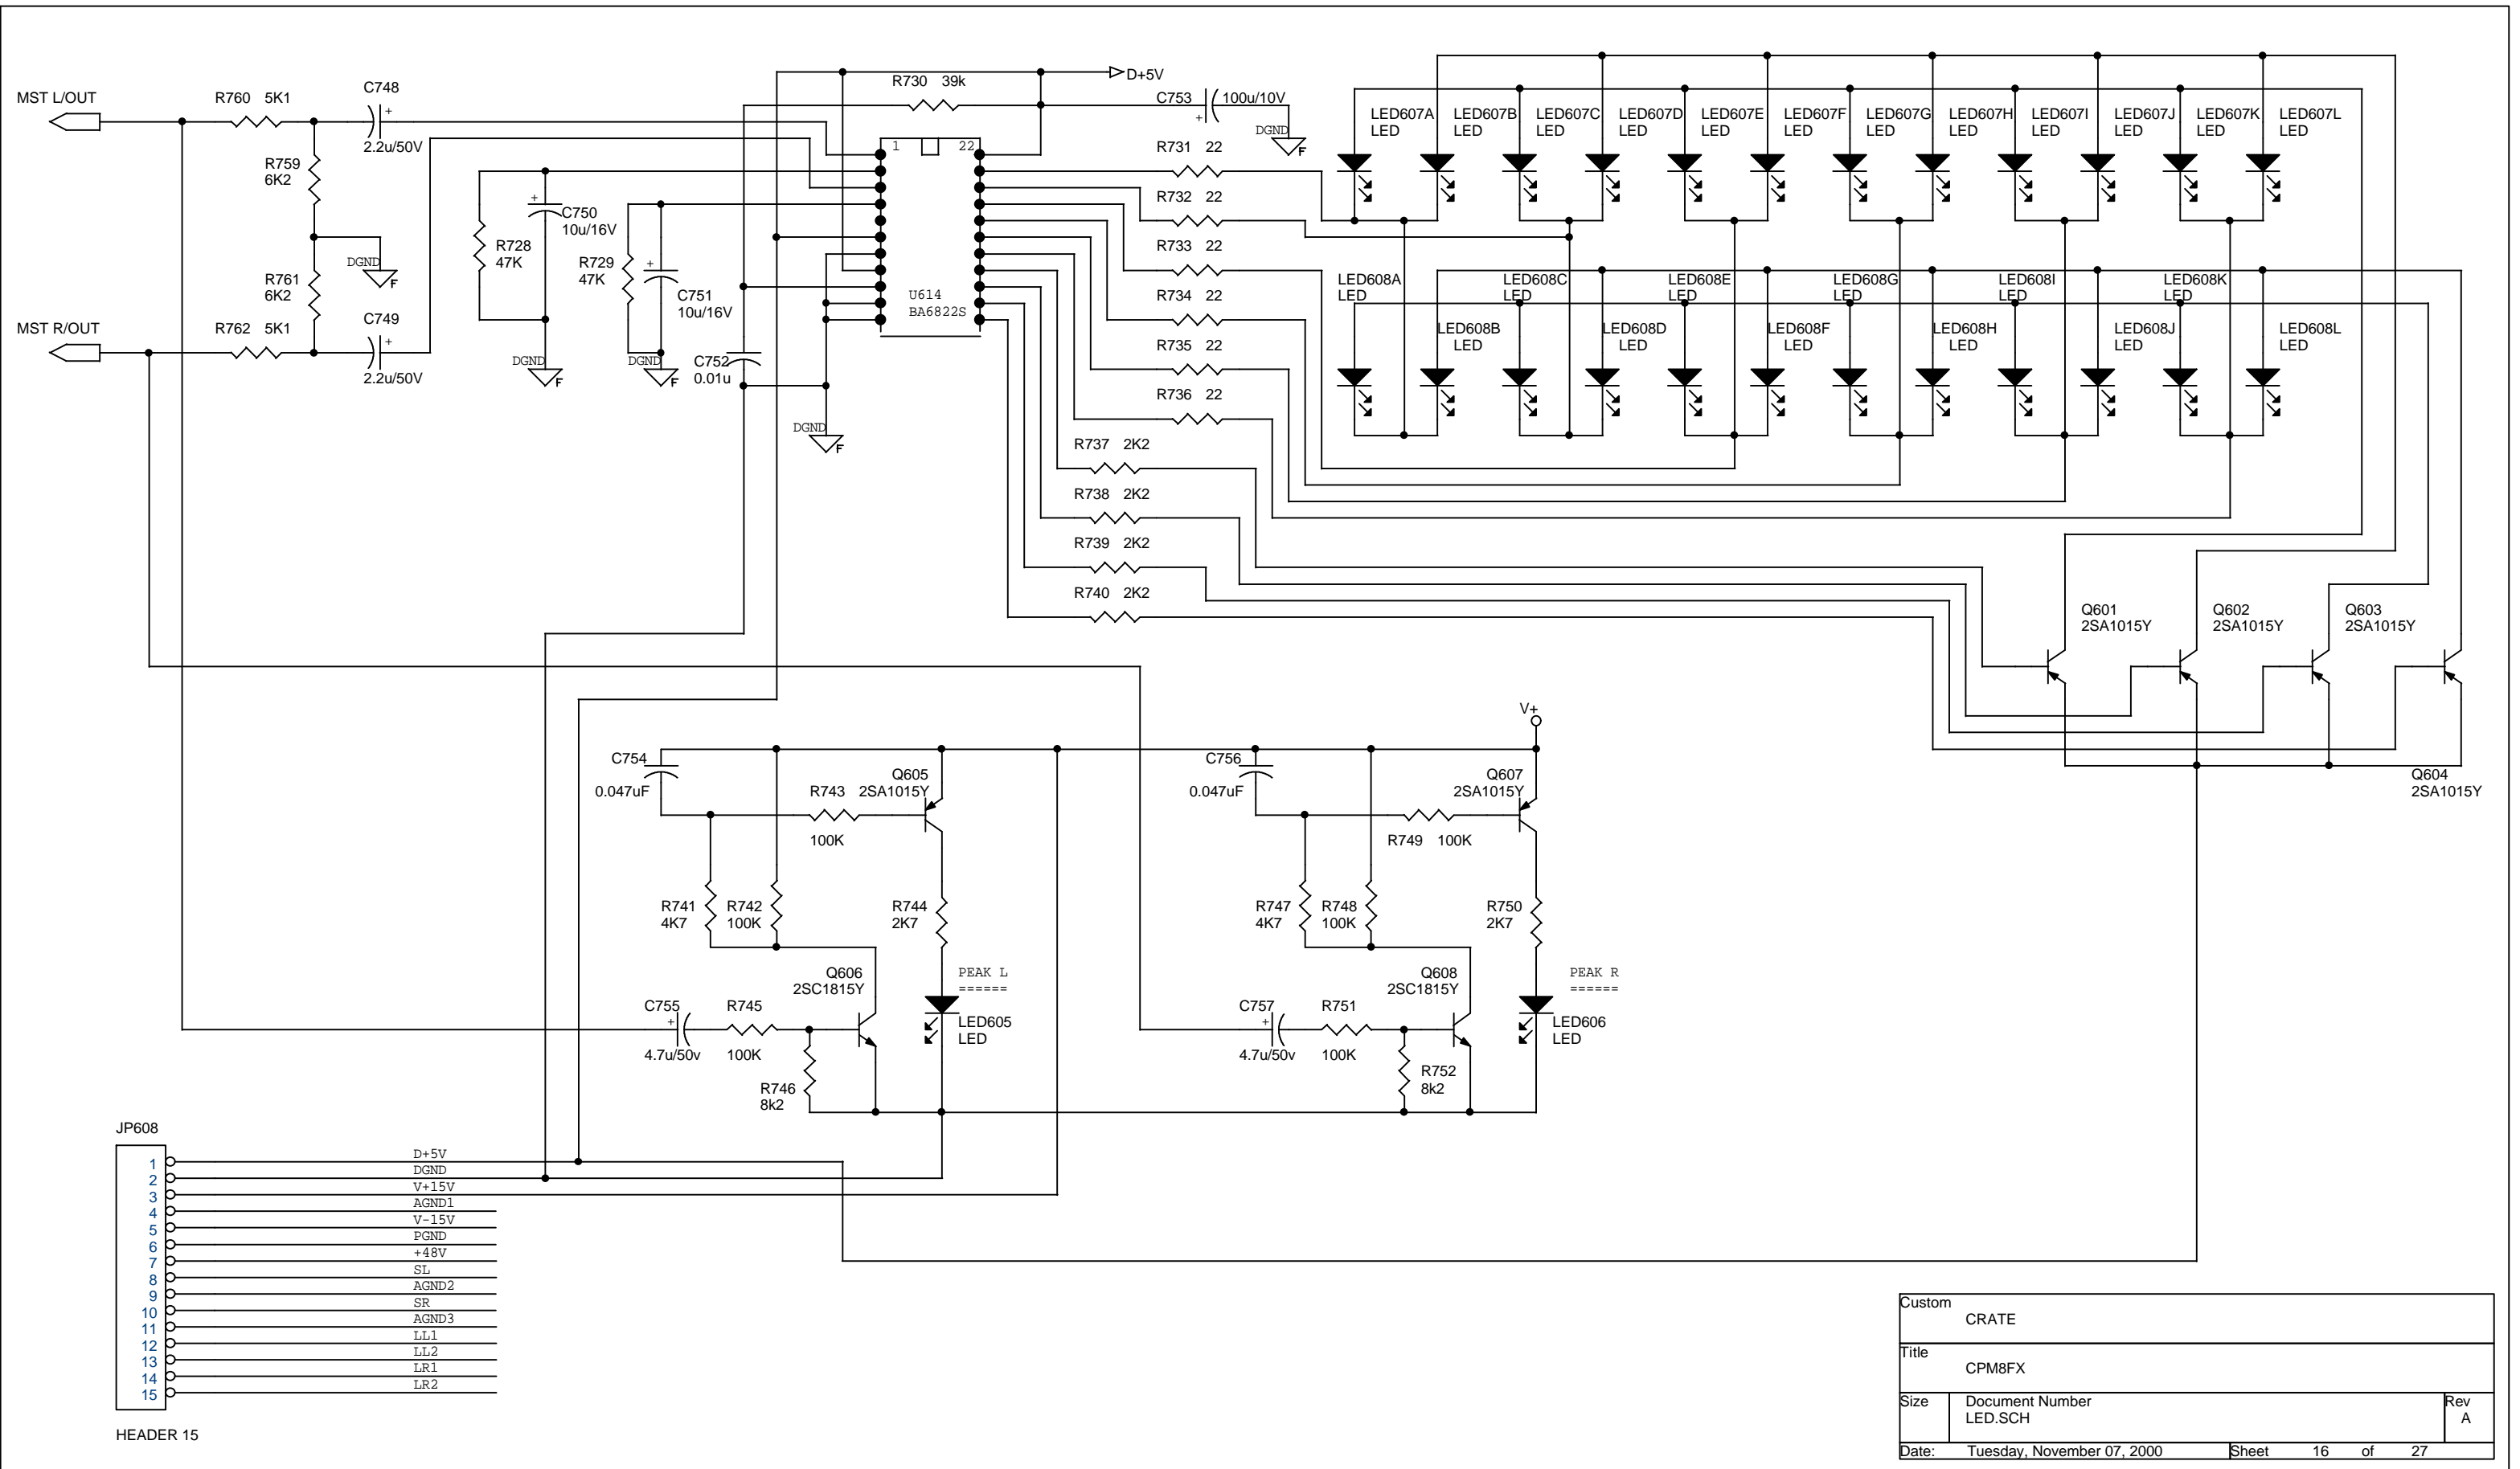 MST L/OUT
R760 5K1
C748
2.2u/50V
R759
6K2
DGND
F
R761
6K2
MST R/OUT
R762 5K1
C749
2.2u/50V
R728
47K
C750
10u/16V
DGND
F
R729
47K
C751
10u/16V
DGND
F
C752
0.01u
DGND
F
R730 39k
D+5V
C753
100u/10V
DGND
F
1
22
U614
BA6822S
R731 22
R732 22
R733 22
R734 22
R735 22
R736 22
R737 2K2
R738 2K2
R739 2K2
R740 2K2
LED607A
LED
LED607B
LED
LED607C
LED
LED607D
LED
LED607E
LED
LED607F
LED
LED607G
LED
LED607H
LED
LED607I
LED
LED607J
LED
LED607K
LED
LED607L
LED
LED608A
LED
LED608C
LED
LED608E
LED
LED608G
LED
LED608I
LED
LED608K
LED
LED608B
LED
LED608D
LED
LED608F
LED
LED608H
LED
LED608J
LED
LED608L
LED
Q601
2SA1015Y
Q602
2SA1015Y
Q603
2SA1015Y
Q604
2SA1015Y
V+
C754
0.047uF
R743
100K
Q605
2SA1015Y
R741
4K7
R742
100K
R744
2K7
Q606
2SC1815Y
PEAK L
======
LED605
LED
C755
4.7u/50v
R745
100K
R746
8k2
C756
0.047uF
R749 100K
Q607
2SA1015Y
R747
4K7
R748
100K
R750
2K7
Q608
2SC1815Y
PEAK R
======
LED606
LED
C757
4.7u/50v
R751
100K
R752
8k2
JP608
1 D+5V
2 DGND
3 V+15V
4 AGND1
5 V-15V
6 PGND
7 +48V
8 SL
9 AGND2
10 SR
11 AGND3
12 LL1
13 LL2
14 LR1
15 LR2
HEADER 15
Custom
CRATE
Title
CPM8FX
Size
Document Number
LED.SCH
Rev
A
Date: Tuesday, November 07, 2000 Sheet 16 of 27